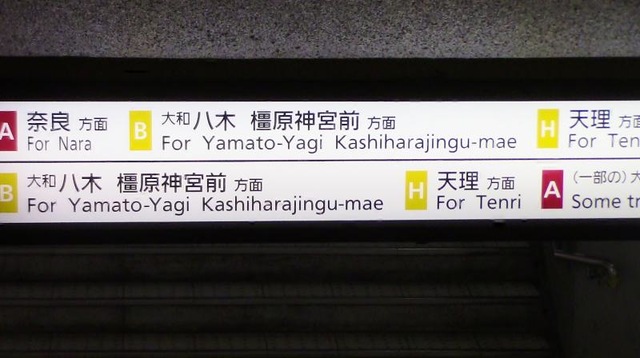 A 奈良 方面 B 大和八木 橿原神宮前 方面 H 天理 方面
For Nara For Yamato-Yagi Kashiharajingu-mae For Ten
B 大和八木 橿原神宮前 方面 H 天理 方面 A (一部の)大
For Yamato-Yagi Kashiharajingu-mae For Tenri Some tr